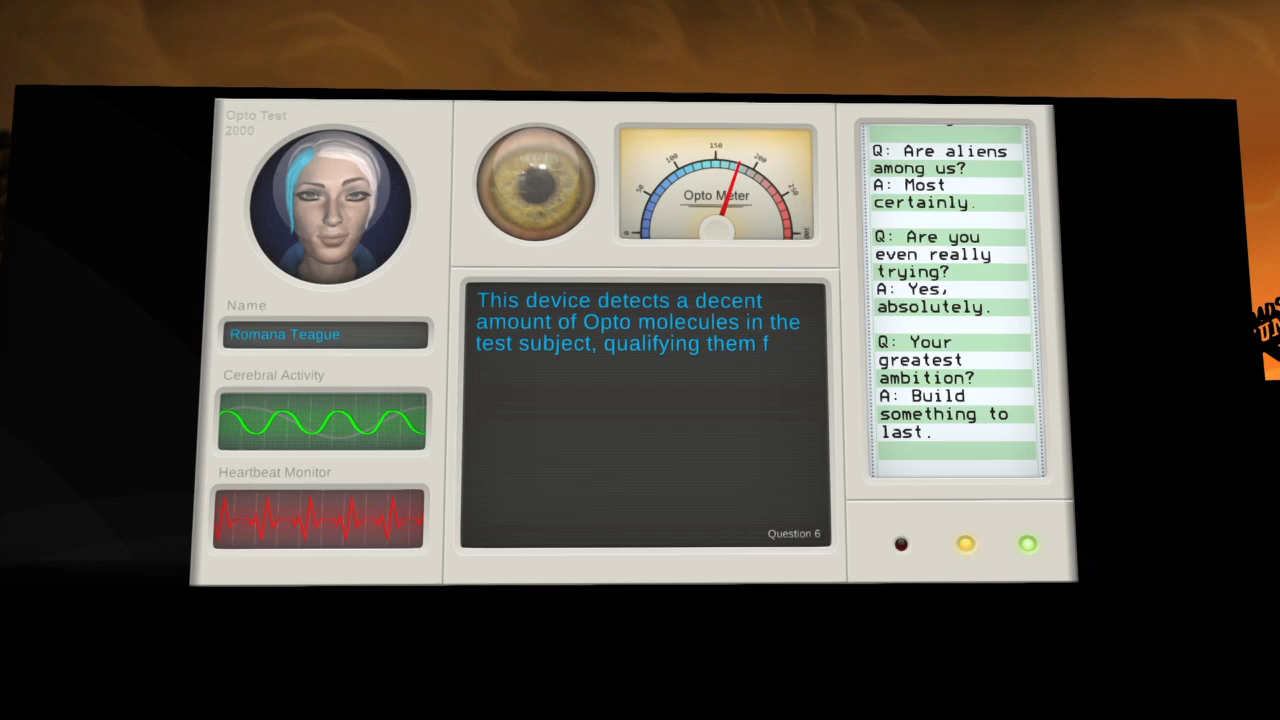 Opto Test
2000
Name
Romana Teague
Cerebral Activity
Heartbeat Monitor
0
50
100
150
200
250
300
Opto Meter
This device detects a decent
amount of Opto molecules in the
test subject, qualifying them f
Question 6
Q: Are aliens
among us?
A: Most
certainly.
Q: Are you
even really
trying?
A: Yes,
absolutely.
Q: Your
greatest
ambition?
A: Build
something to
last.